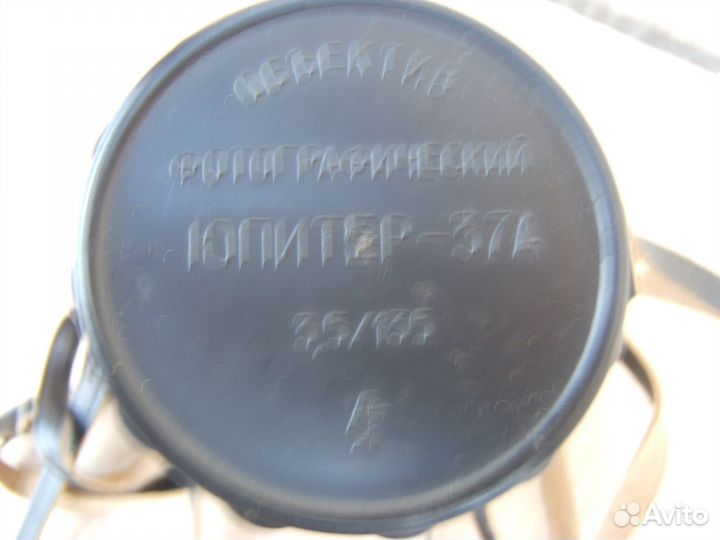 ОБЪЕКТИВ
ФОТОГРАФИЧЕСКИЙ
ЮПИТЕР-37А
3,5/135
Avito